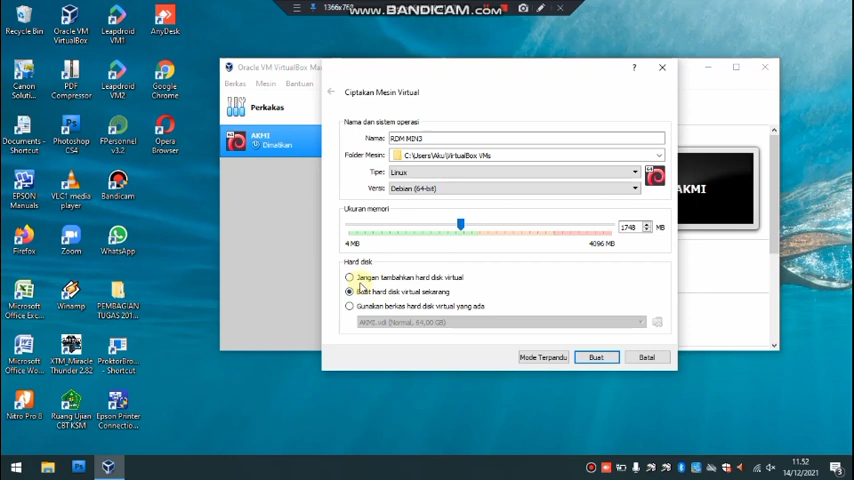 1366x768
WWW.BANDICAM.COM
Recycle Bin
Oracle VM VirtualBox
Leapdroid VM1
AnyDesk
Canon Soluti...
PDF Compressor
Leapdroid VM2
Google Chrome
Documents - Shortcut
Photoshop CS4
FPersonnel v3.2
Opera Browser
EPSON Manuals
VLC1 media player
Bandicam
Firefox
Zoom
WhatsApp
Microsoft Office Exc...
Winamp
PEMBAGIAN TUGAS 201...
Microsoft Office Wo...
XTM_Miracle Thunder 2.82
ProktorBro... - Shortcut
Nitro Pro
Ruang Ujian CBT KSM
Epson Printer Connectio...
Oracle VM VirtualBox Ma
Berkas Mesin Bantuan
Perkakas
AKMI
Dimatikan
AKMI
?
Ciptakan Mesin Virtual
Nama dan sistem operasi
Nama: RDM MIN3
Folder Mesin: C:\Users\Aku\VirtualBox VMs
Tipe: Linux
Versi: Debian (64-bit)
64
Ukuran memori
1748 MB
4 MB 4096 MB
Hard disk
Jangan tambahkan hard disk virtual
Buat hard disk virtual sekarang
Gunakan berkas hard disk virtual yang ada
AKMI.vdi (Normal, 64,00 GB)
Mode Terpandu Buat Batal
11.52
14/12/2021